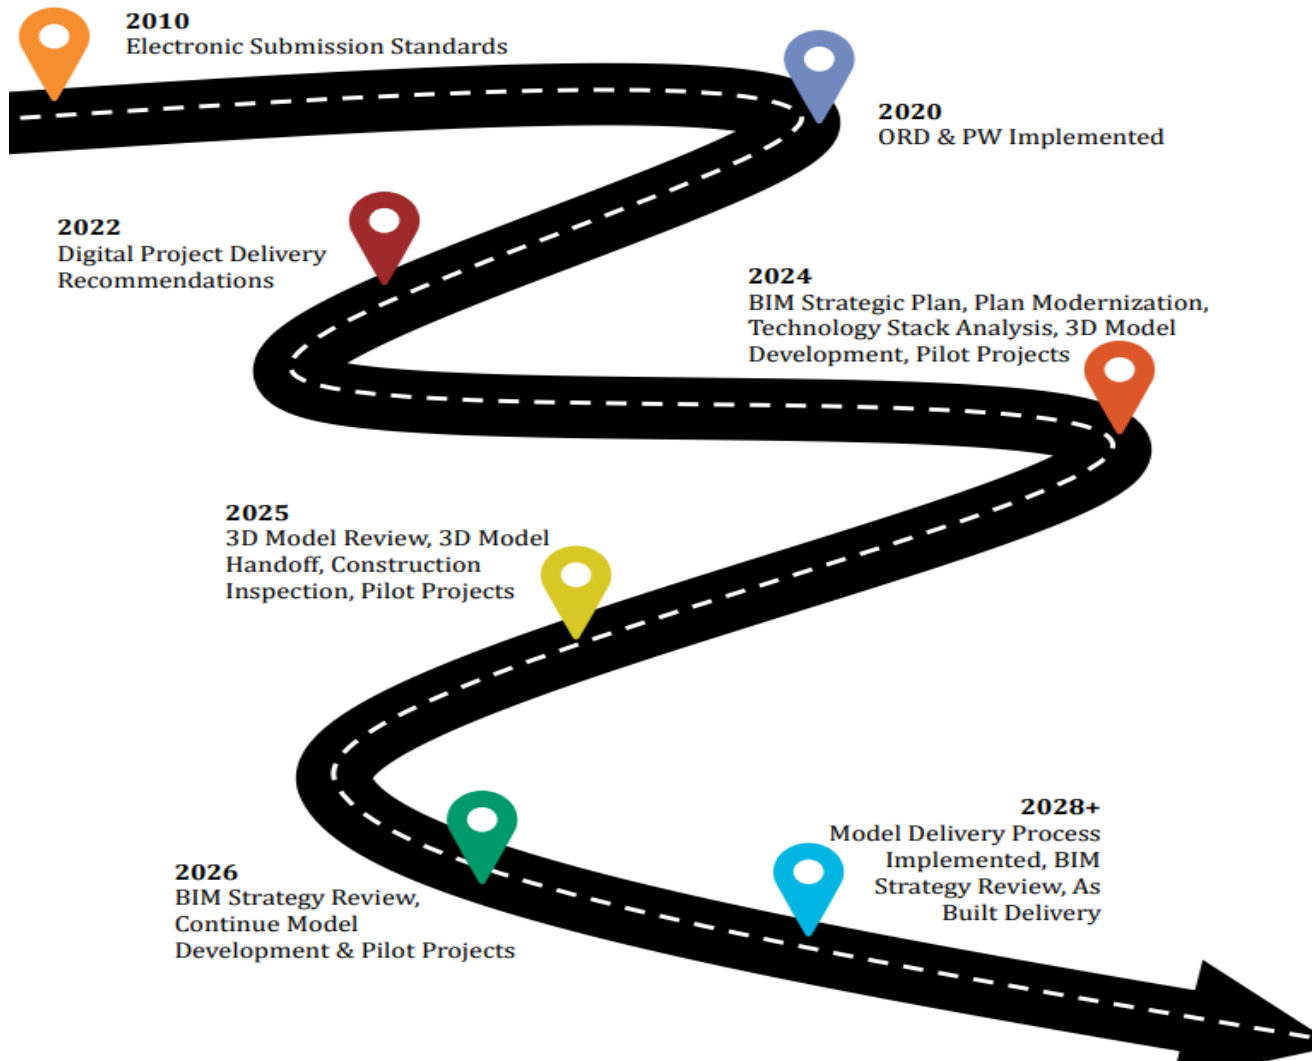 2010
Electronic Submission Standards
2020
ORD & PW Implemented
2022
Digital Project Delivery
Recommendations
2024
BIM Strategic Plan, Plan Modernization,
Technology Stack Analysis, 3D Model
Development, Pilot Projects
2025
3D Model Review, 3D Model
Handoff, Construction
Inspection, Pilot Projects
2026
BIM Strategy Review,
Continue Model
Development & Pilot Projects
2028+
Model Delivery Process
Implemented, BIM
Strategy Review, As
Built Delivery